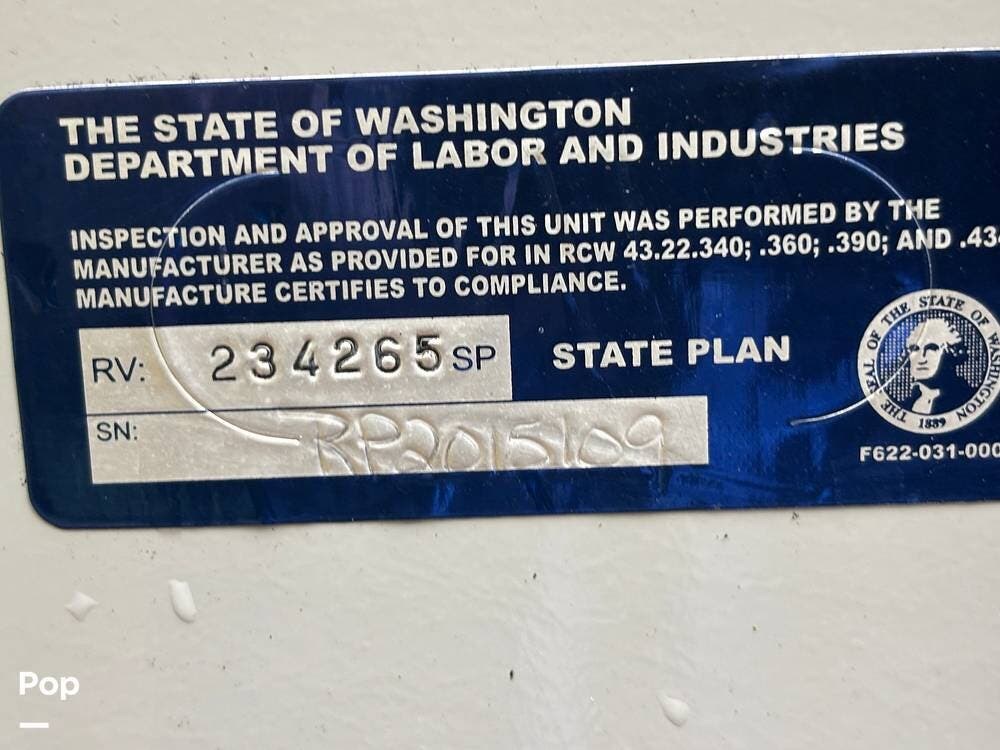 THE STATE OF WASHINGTON
DEPARTMENT OF LABOR AND INDUSTRIES
INSPECTION AND APPROVAL OF THIS UNIT WAS PERFORMED BY THE
MANUFACTURER AS PROVIDED FOR IN RCW 43.22.340; .360; .390; AND .43
MANUFACTURE CERTIFIES TO COMPLIANCE.
RV: 234265 SP
STATE PLAN
SN: RP2015109
THE SEAL OF THE STATE OF WASHINGTON
1889
F622-031-000
Pop